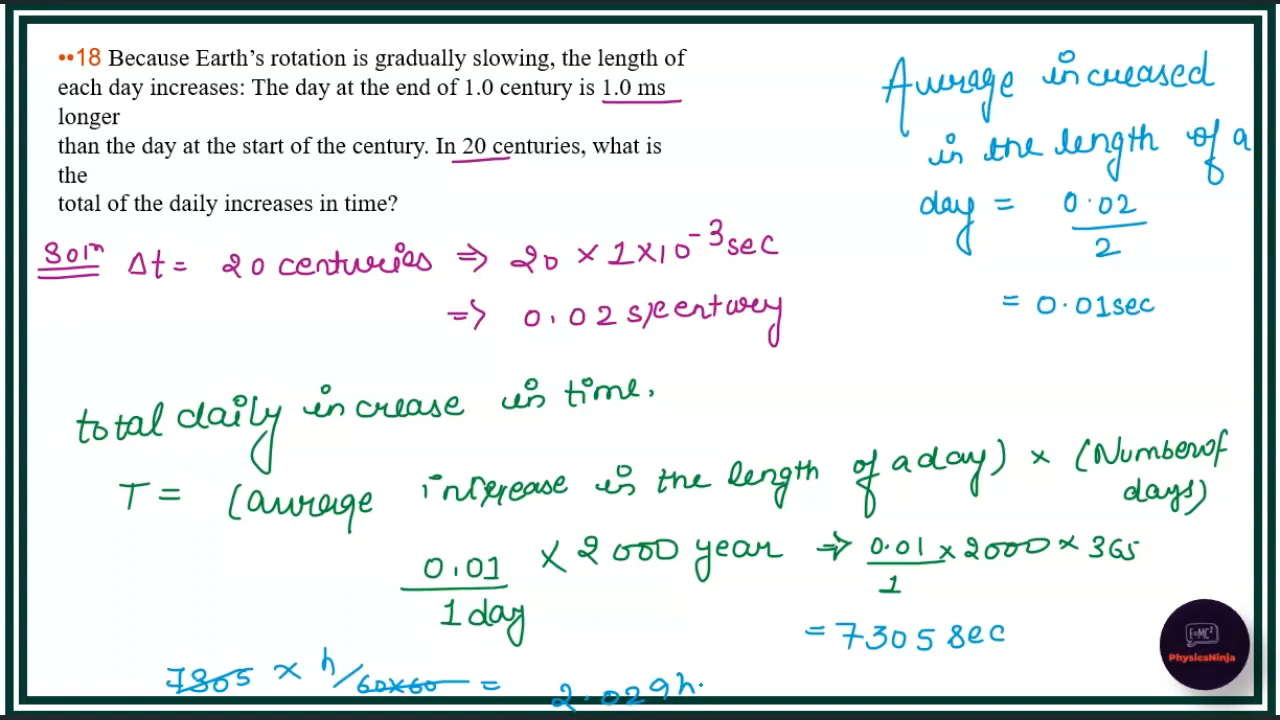 ••18 Because Earth's rotation is gradually slowing, the length of
each day increases: The day at the end of 1.0 century is 1.0 ms
longer
than the day at the start of the century. In 20 centuries, what is
the
total of the daily increases in time?
Average increased
in the length of a
day = 0.02
2
= 0.01sec
Solⁿ Δt = 20 centuries ⇒ 20 × 1×10⁻³sec
⇒ 0.02 s/century
total daily increase in time.
T = (average increase in the length of a day) × (Number of
days)
0.01 × 2000 year ⇒ 0.01 × 2000 × 365
1 day
1
= 7305 sec
7305 × h/60×60 = 2.029h.
E=MC²
PhysicsNinja